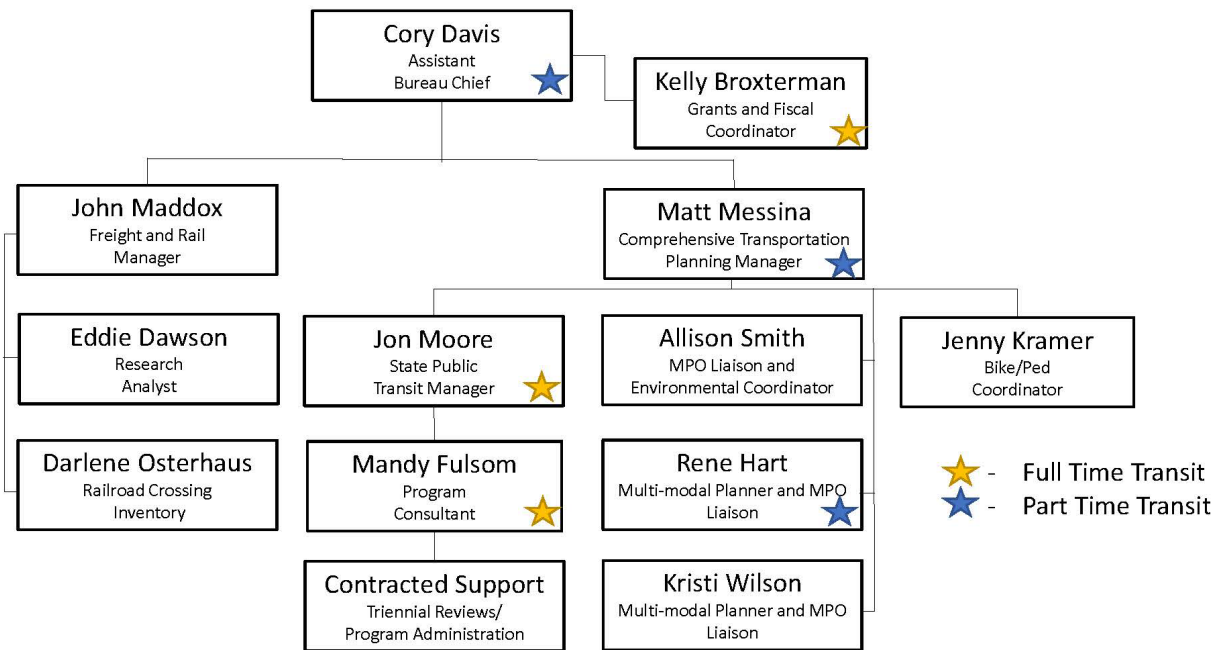 Cory Davis
Assistant
Bureau Chief
Kelly Broxterman
Grants and Fiscal
Coordinator
John Maddox
Freight and Rail
Manager
Matt Messina
Comprehensive Transportation
Planning Manager
Eddie Dawson
Research
Analyst
Jon Moore
State Public
Transit Manager
Allison Smith
MPO Liaison and
Environmental Coordinator
Jenny Kramer
Bike/Ped
Coordinator
Darlene Osterhaus
Railroad Crossing
Inventory
Mandy Fulsom
Program
Consultant
Rene Hart
Multi-modal Planner and MPO
Liaison
- Full Time Transit
- Part Time Transit
Contracted Support
Triennial Reviews/
Program Administration
Kristi Wilson
Multi-modal Planner and MPO
Liaison